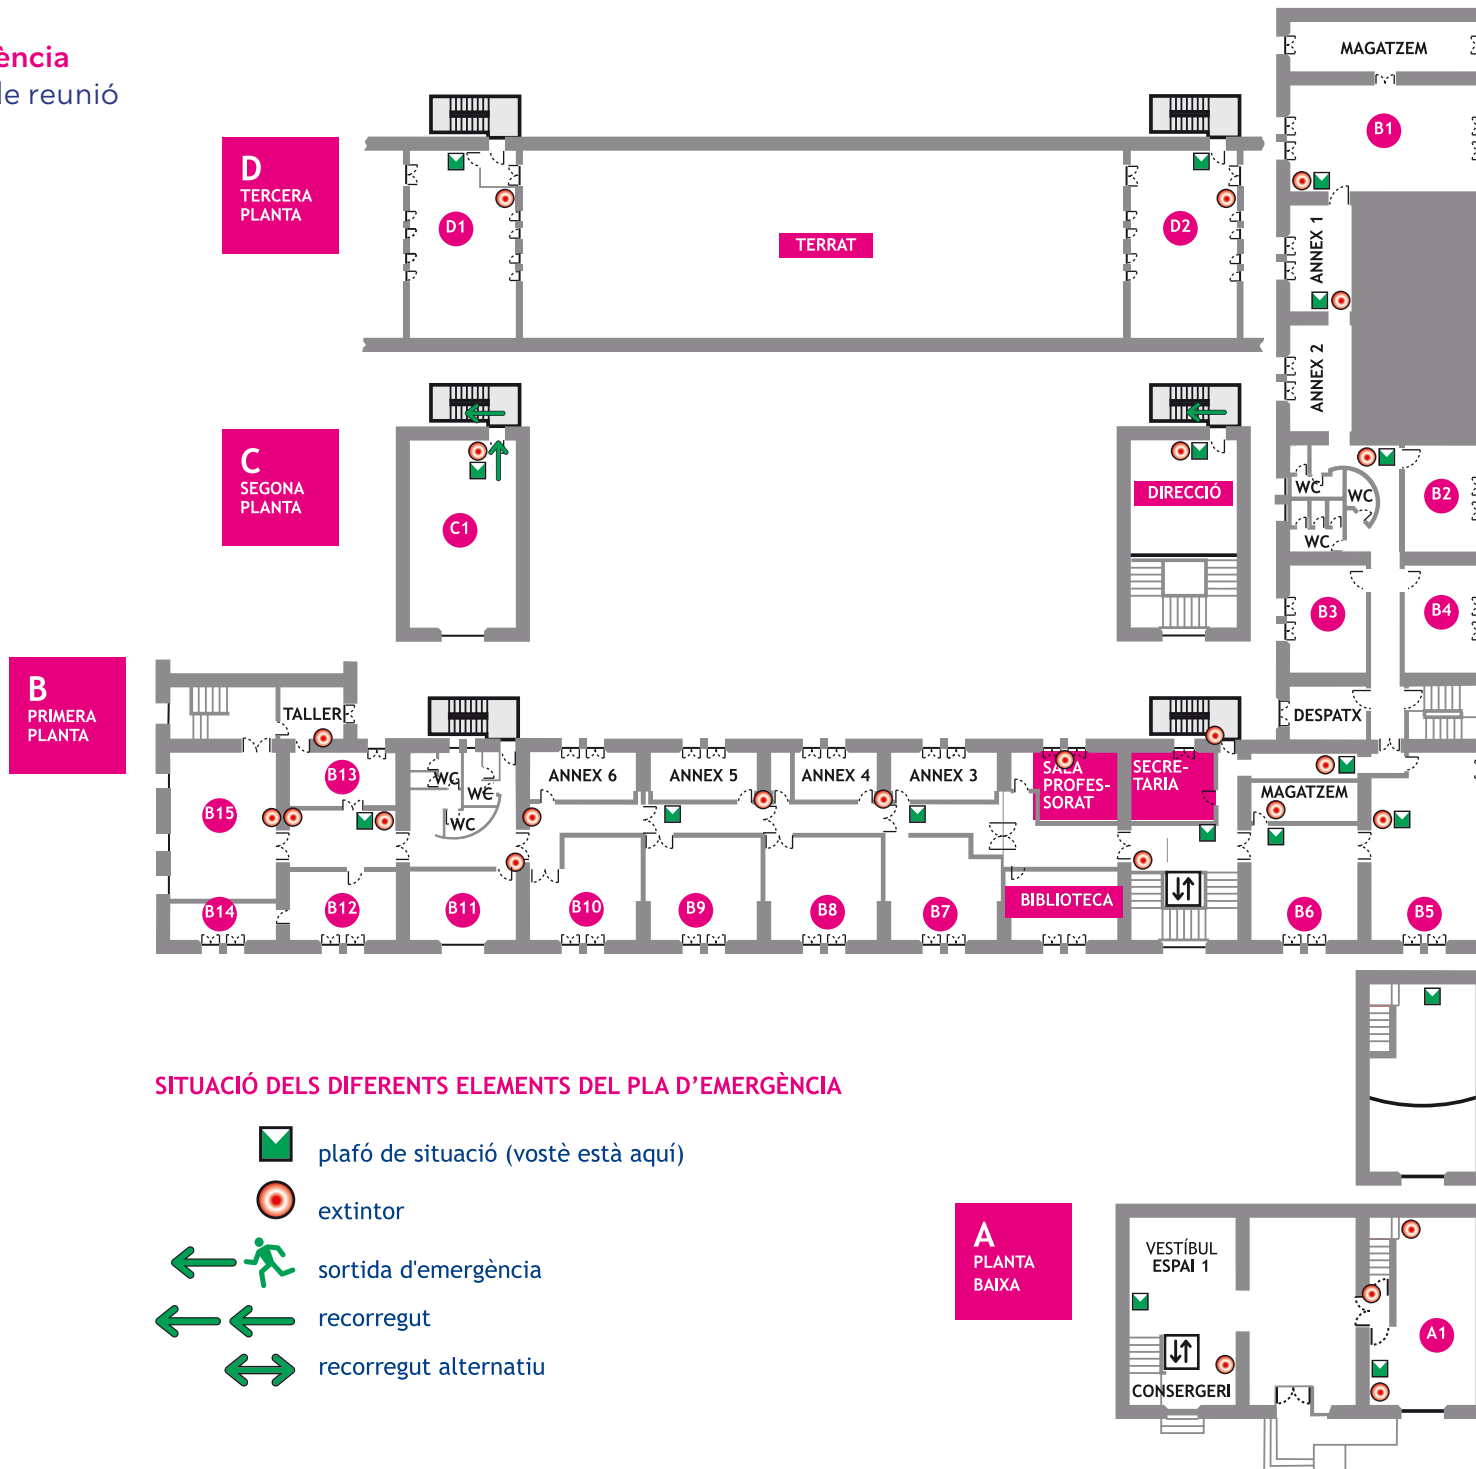 ència
le reunió
MAGATZEM
B1
D
TERCERA
PLANTA
D1
TERRAT
D2
ANNEX 1
ANNEX 2
C
SEGONA
PLANTA
C1
DIRECCIÓ
WC
WC
WC
B2
B3
B4
B
PRIMERA
PLANTA
TALLER
DESPATX
B13
WC
WC
WC
ANNEX 6
ANNEX 5
ANNEX 4
ANNEX 3
SALA
PROFES-
SORAT
SECRE-
TARIA
MAGATZEM
B15
B14
B12
B11
B10
B9
B8
B7
BIBLIOTECA
B6
B5
SITUACIÓ DELS DIFERENTS ELEMENTS DEL PLA D’EMERGÈNCIA
plafó de situació (vostè està aquí)
extintor
sortida d'emergència
recorregut
recorregut alternatiu
A
PLANTA
BAIXA
VESTÍBUL
ESPAI 1
CONSERGERI
A1